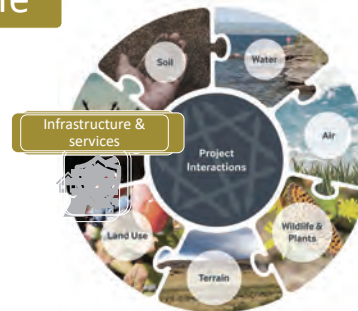 Soil
Water
Infrastructure &
services
Air
Project
Interactions
Wildlife &
Plants
Land Use
Terrain